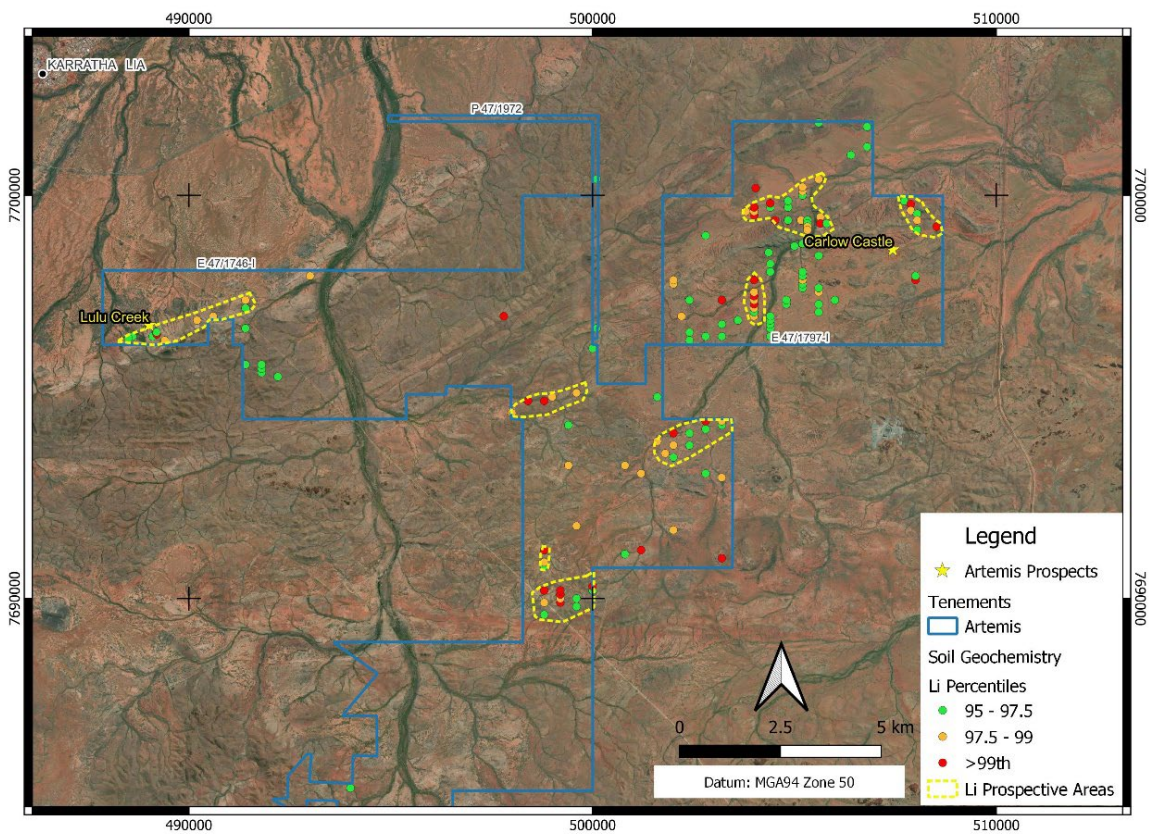 490000
500000
510000
KARRATHA LIA
P 47/1972
7700000
7700000
E 47/1746-I
Carlow Castle
Lulu Creek
E 47/1797-I
Legend
Artemis Prospects
Tenements
Artemis
Soil Geochemistry
Li Percentiles
95 - 97.5
97.5 - 99
>99th
Li Prospective Areas
7690000
7690000
0
2.5
5 km
Datum: MGA94 Zone 50
490000
500000
510000